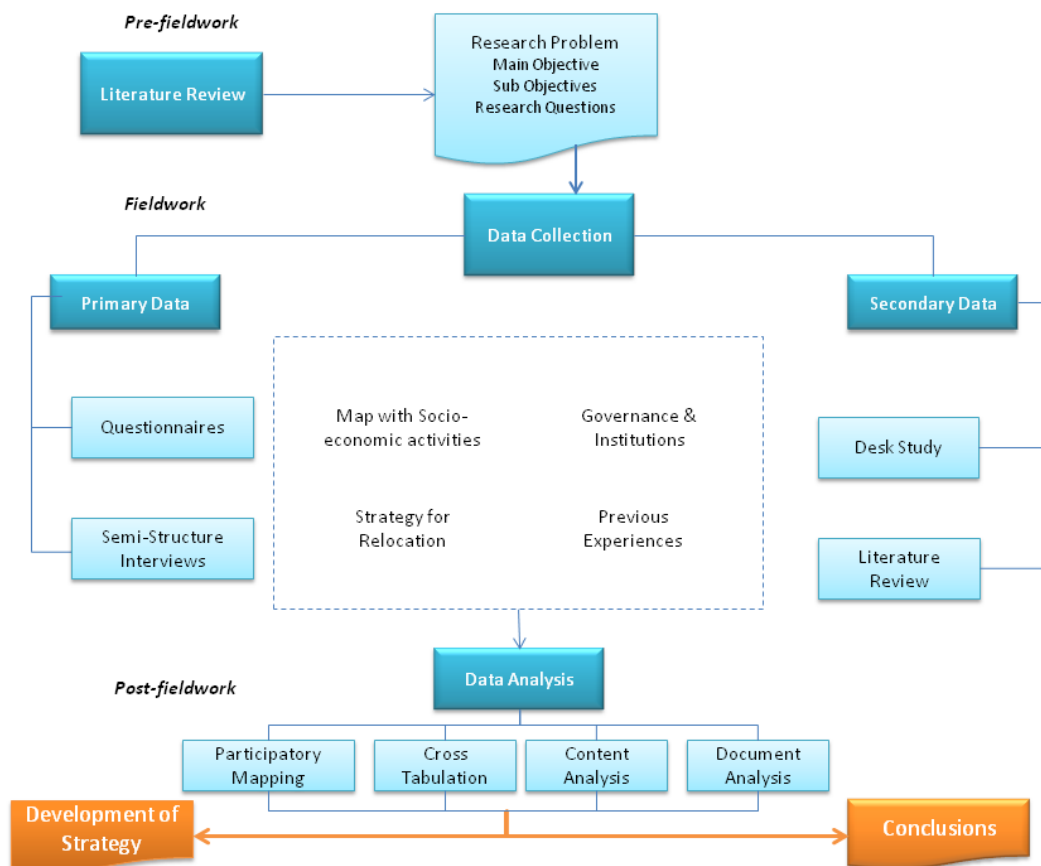 Pre-fieldwork
Literature Review
Research Problem
Main Objective
Sub Objectives
Research Questions
Fieldwork
Data Collection
Primary Data
Secondary Data
Questionnaires
Semi-Structure
Interviews
Map with Socio-
economic activities
Governance &
Institutions
Strategy for
Relocation
Previous
Experiences
Desk Study
Literature
Review
Data Analysis
Post-fieldwork
Participatory
Mapping
Cross
Tabulation
Content
Analysis
Document
Analysis
Development of
Strategy
Conclusions